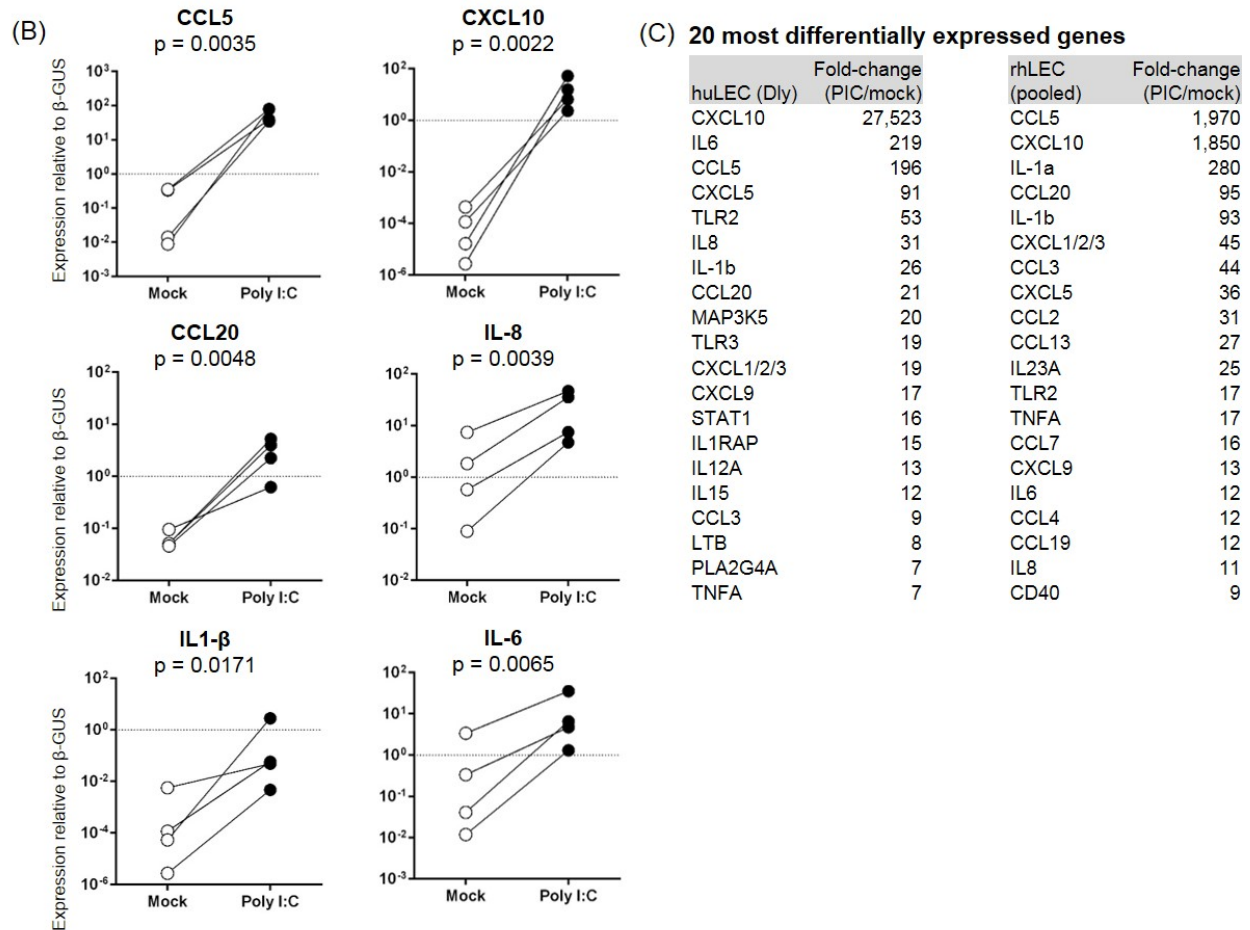 (B)
CCL5
p = 0.0035
Expression relative to β-GUS
10³
10²
10¹
10⁰
10⁻¹
10⁻²
10⁻³
Mock Poly I:C
CXCL10
p = 0.0022
10²
10⁰
10⁻²
10⁻⁴
10⁻⁶
Mock Poly I:C
CCL20
p = 0.0048
Expression relative to β-GUS
10²
10¹
10⁰
10⁻¹
10⁻²
Mock Poly I:C
IL-8
p = 0.0039
10²
10¹
10⁰
10⁻¹
10⁻²
Mock Poly I:C
IL1-β
p = 0.0171
Expression relative to β-GUS
10²
10⁰
10⁻²
10⁻⁴
10⁻⁶
Mock Poly I:C
IL-6
p = 0.0065
10²
10¹
10⁰
10⁻¹
10⁻²
10⁻³
Mock Poly I:C
(C) 20 most differentially expressed genes
Fold-change rhLEC Fold-change
huLEC (Dly) (PIC/mock) (pooled) (PIC/mock)
CXCL10 27,523 CCL5 1,970
IL6 219 CXCL10 1,850
CCL5 196 IL-1a 280
CXCL5 91 CCL20 95
TLR2 53 IL-1b 93
IL8 31 CXCL1/2/3 45
IL-1b 26 CCL3 44
CCL20 21 CXCL5 36
MAP3K5 20 CCL2 31
TLR3 19 CCL13 27
CXCL1/2/3 19 IL23A 25
CXCL9 17 TLR2 17
STAT1 16 TNFA 17
IL1RAP 15 CCL7 16
IL12A 13 CXCL9 13
IL15 12 IL6 12
CCL3 9 CCL4 12
LTB 8 CCL19 12
PLA2G4A 7 IL8 11
TNFA 7 CD40 9